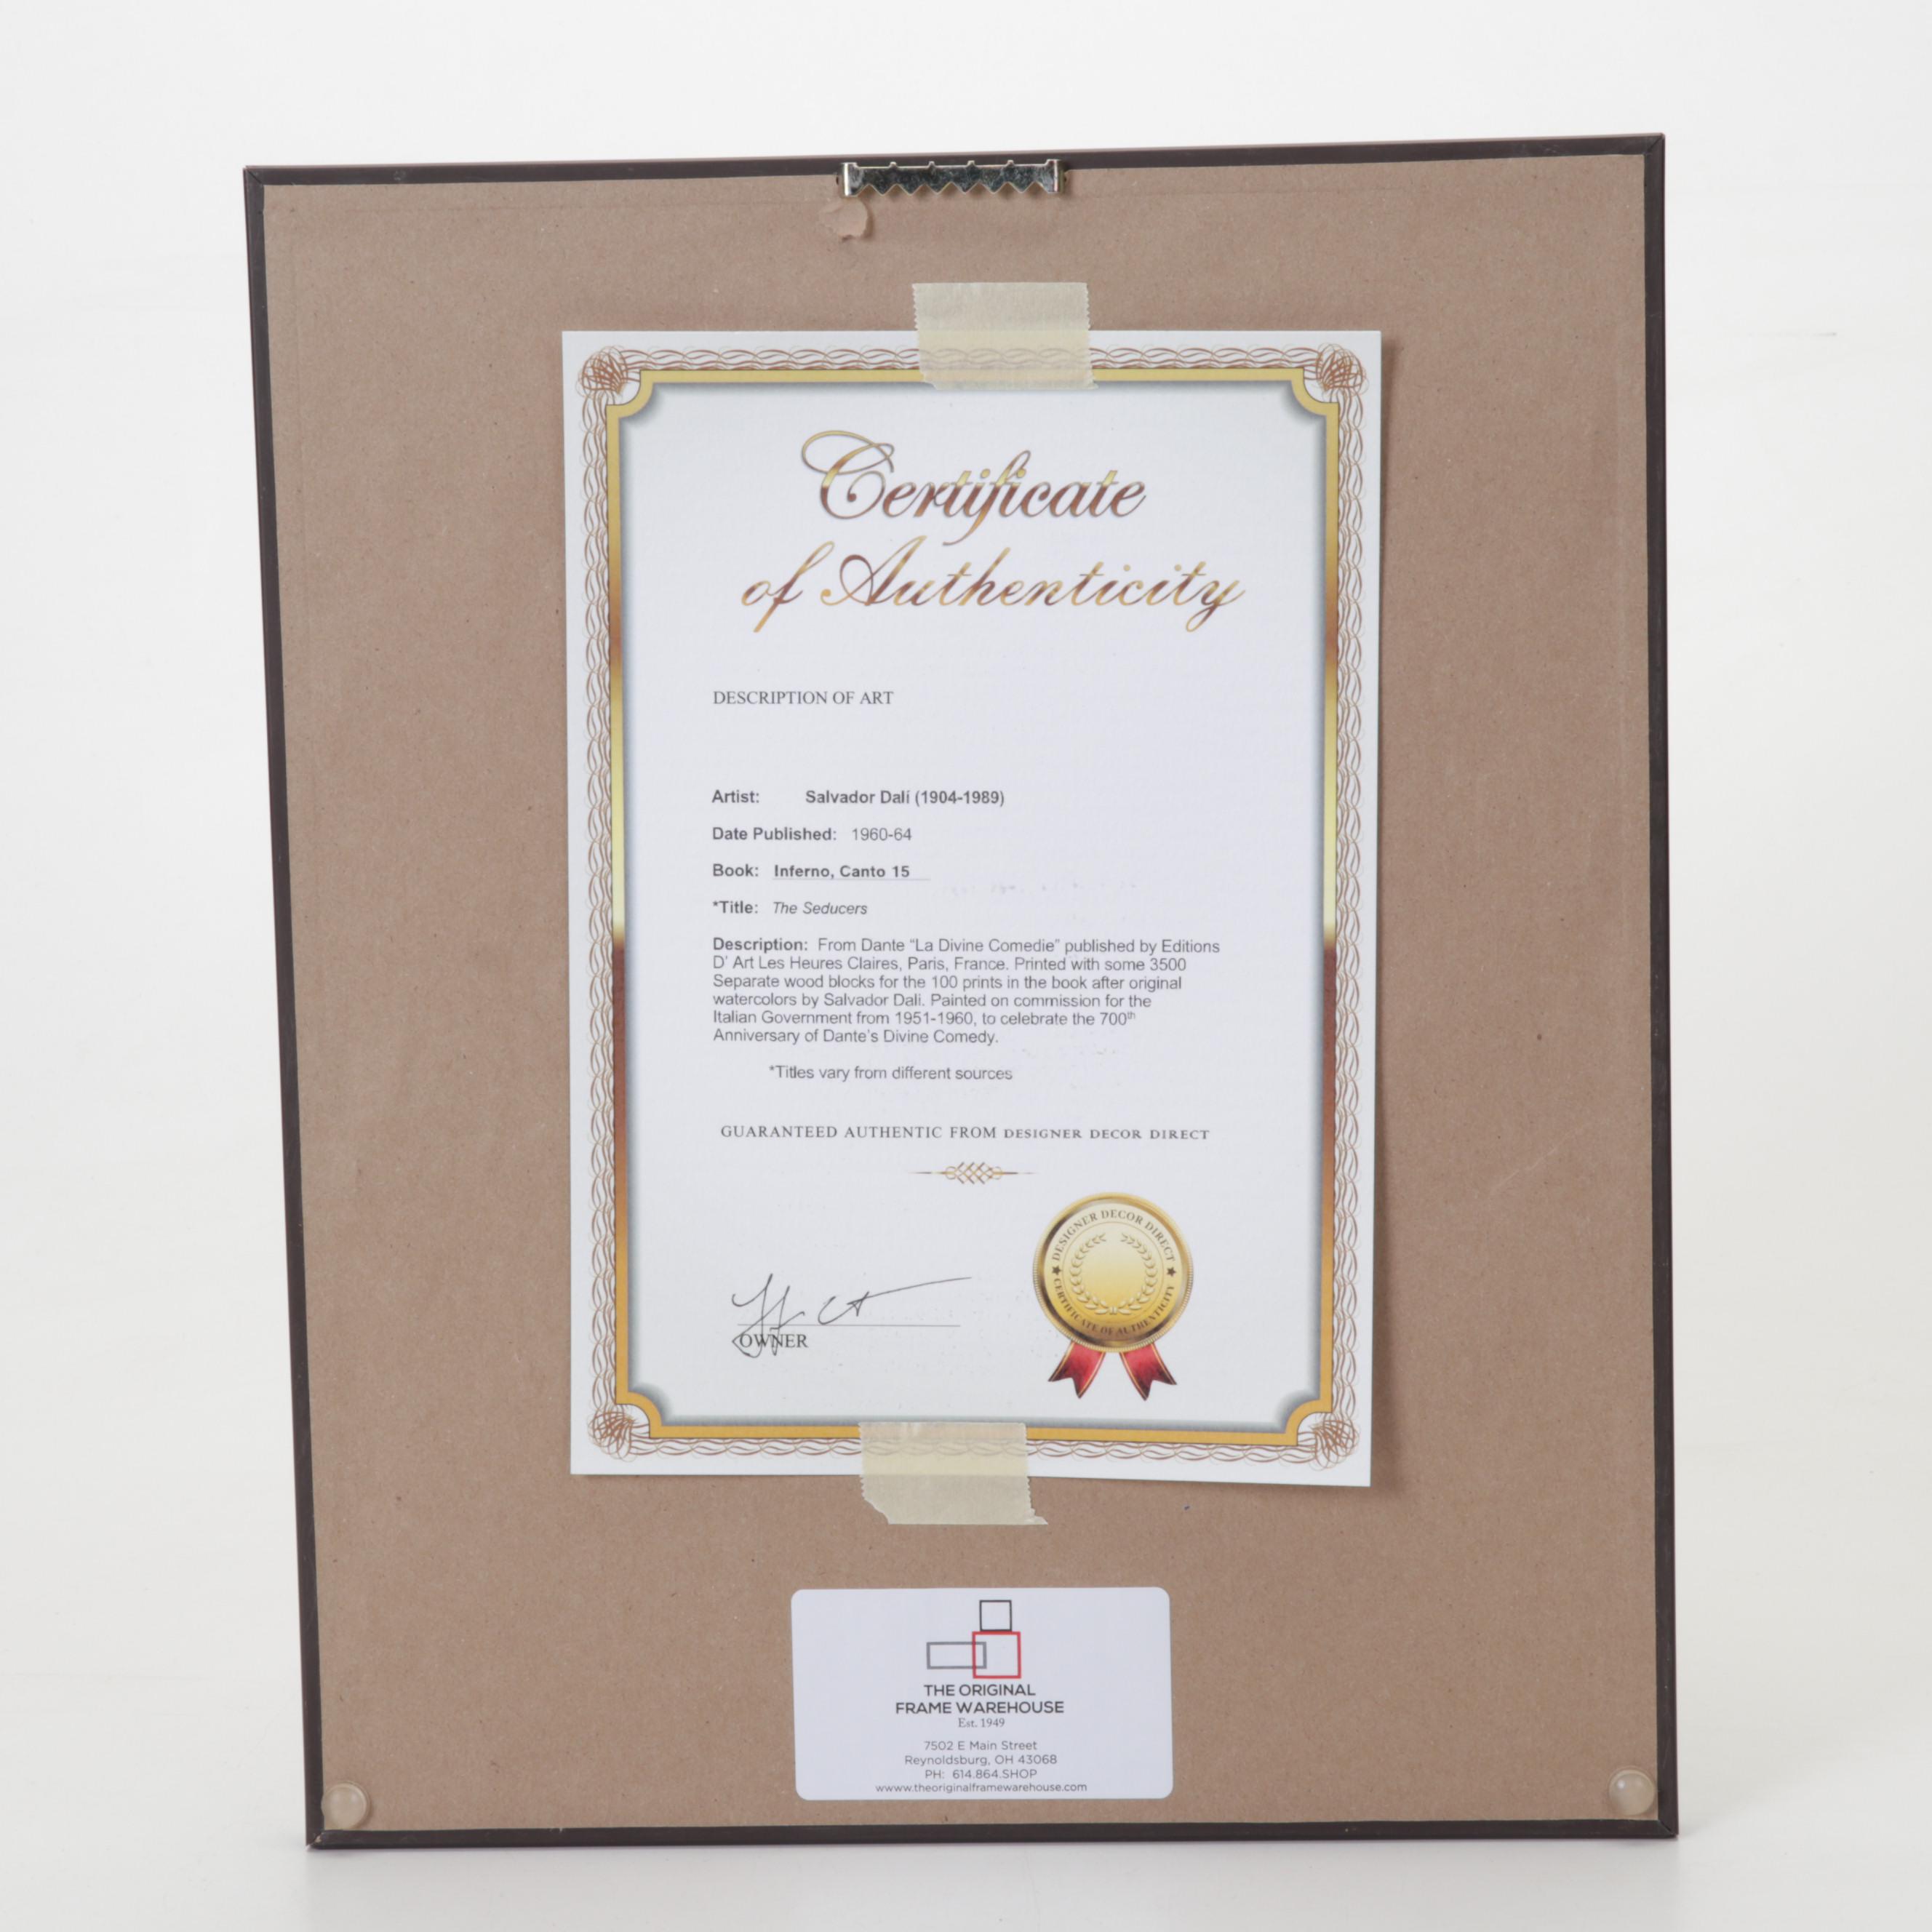 Certificate
of Authenticity
DESCRIPTION OF ART
Artist: Salvador Dalí (1904-1989)
Date Published: 1960-64
Book: Inferno, Canto 15
*Title: The Seducers
Description: From Dante “La Divine Comedie” published by Editions
D’ Art Les Heures Claires, Paris, France. Printed with some 3500
Separate wood blocks for the 100 prints in the book after original
watercolors by Salvador Dali. Painted on commission for the
Italian Government from 1951-1960, to celebrate the 700th
Anniversary of Dante’s Divine Comedy.
*Titles vary from different sources
GUARANTEED AUTHENTIC FROM DESIGNER DECOR DIRECT
DESIGNER DECOR DIRECT
CERTIFICATE OF AUTHENTICITY
OWNER
THE ORIGINAL
FRAME WAREHOUSE
Est. 1949
7502 E Main Street
Reynoldsburg, OH 43068
PH: 614.864.SHOP
wwww.theoriginalframewarehouse.com